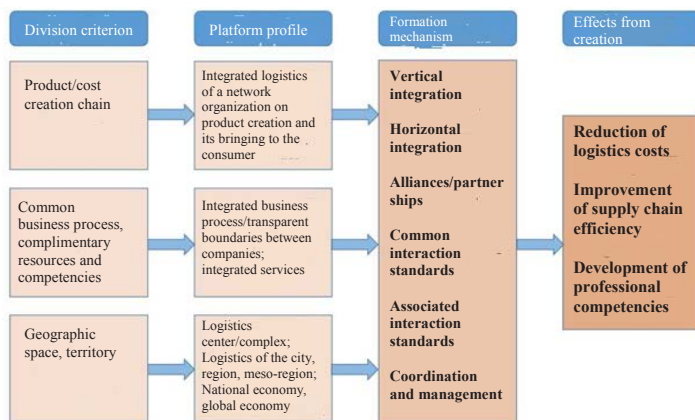 Division criterion
Platform profile
Formation
mechanism
Effects from
creation
Product/cost
creation chain
Integrated logistics
of a network
organization on
product creation and
its bringing to the
consumer
Common
business process,
complimentary
resources and
competencies
Integrated business
process/transparent
boundaries between
companies;
integrated services
Geographic
space, territory
Logistics
center/complex;
Logistics of the city,
region, meso-region;
National economy,
global economy
Vertical
integration
Horizontal
integration
Alliances/partner
ships
Common
interaction
standards
Associated
interaction
standards
Coordination
and management
Reduction of
logistics costs
Improvement
of supply chain
efficiency
Development of
professional
competencies